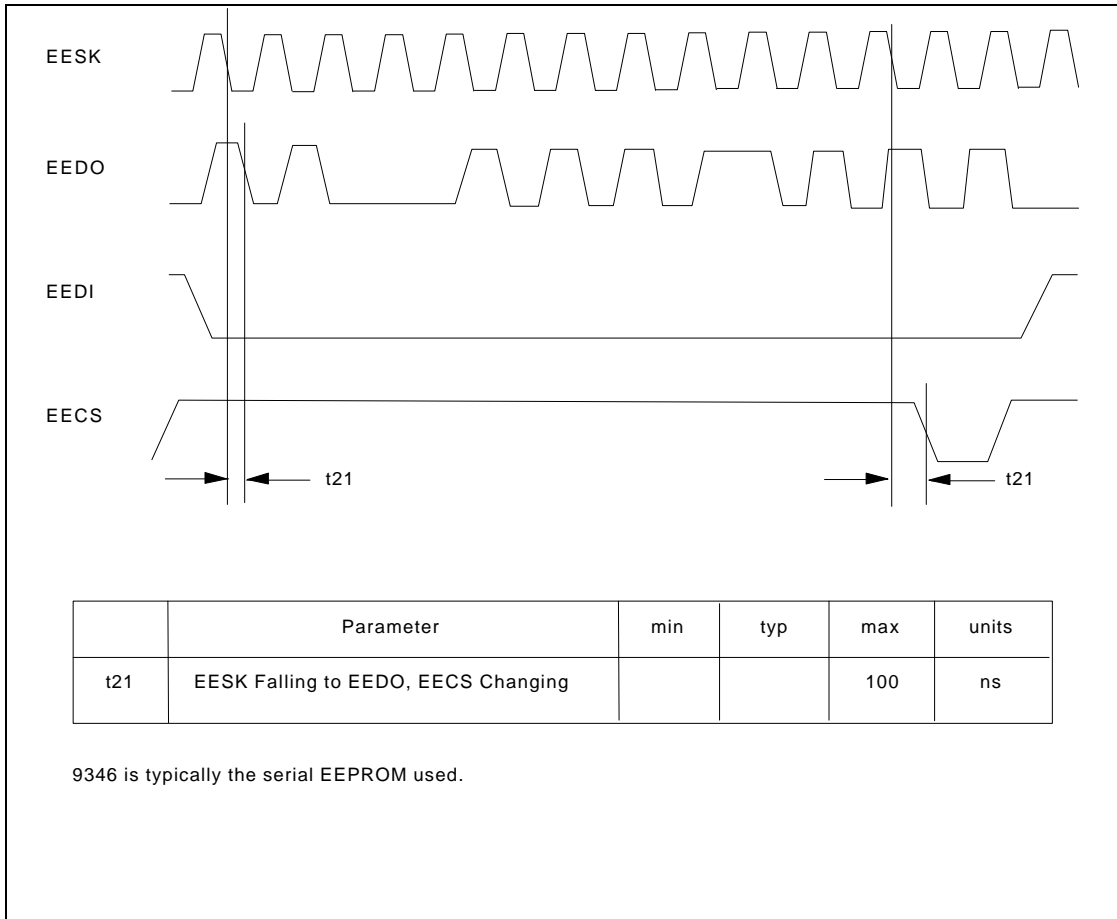 EESK
EEDO
EEDI
EECS
t21 t21
Parameter min typ max units
t21 EESK Falling to EEDO, EECS Changing 100 ns
9346 is typically the serial EEPROM used.